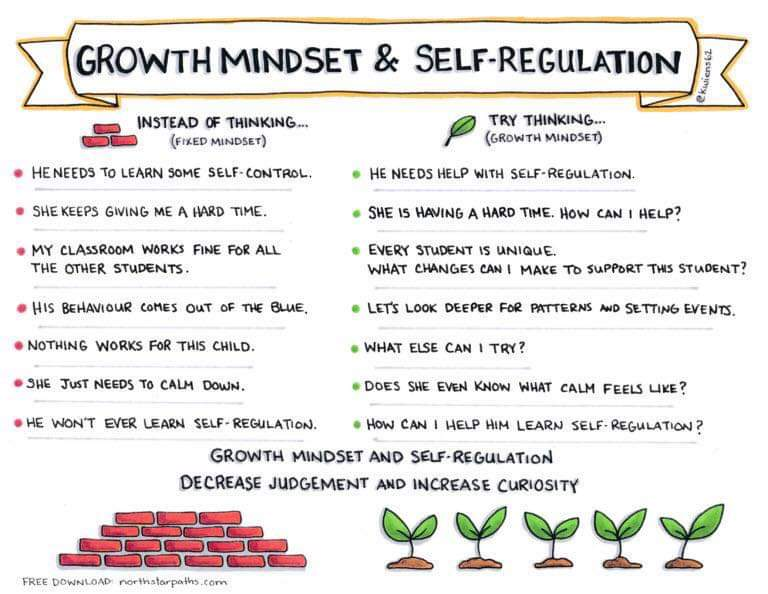 GROWTH MINDSET & SELF-REGULATION
@kwiens62
INSTEAD OF THINKING...
(FIXED MINDSET)
TRY THINKING...
(GROWTH MINDSET)
HE NEEDS TO LEARN SOME SELF-CONTROL.
HE NEEDS HELP WITH SELF-REGULATION.
SHE KEEPS GIVING ME A HARD TIME.
SHE IS HAVING A HARD TIME. HOW CAN I HELP?
MY CLASSROOM WORKS FINE FOR ALL
THE OTHER STUDENTS.
EVERY STUDENT IS UNIQUE.
WHAT CHANGES CAN I MAKE TO SUPPORT THIS STUDENT?
HIS BEHAVIOUR COMES OUT OF THE BLUE.
LET'S LOOK DEEPER FOR PATTERNS AND SETTING EVENTS.
NOTHING WORKS FOR THIS CHILD.
WHAT ELSE CAN I TRY?
SHE JUST NEEDS TO CALM DOWN.
DOES SHE EVEN KNOW WHAT CALM FEELS LIKE?
HE WON'T EVER LEARN SELF-REGULATION.
HOW CAN I HELP HIM LEARN SELF-REGULATION?
GROWTH MINDSET AND SELF-REGULATION
DECREASE JUDGEMENT AND INCREASE CURIOSITY
FREE DOWNLOAD: northstarpaths.com